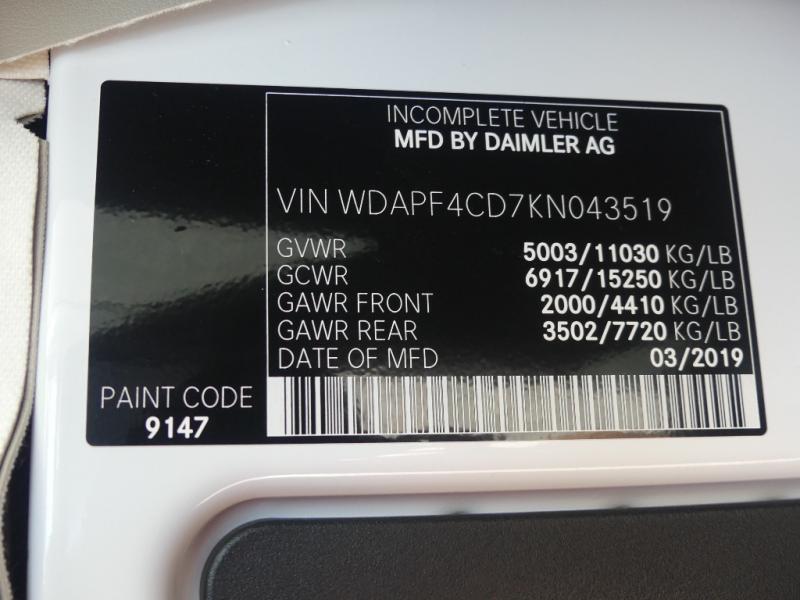 INCOMPLETE VEHICLE
MFD BY DAIMLER AG
VIN WDAPF4CD7KN043519
GVWR 5003/11030 KG/LB
GCWR 6917/15250 KG/LB
GAWR FRONT 2000/4410 KG/LB
GAWR REAR 3502/7720 KG/LB
DATE OF MFD 03/2019
PAINT CODE
9147